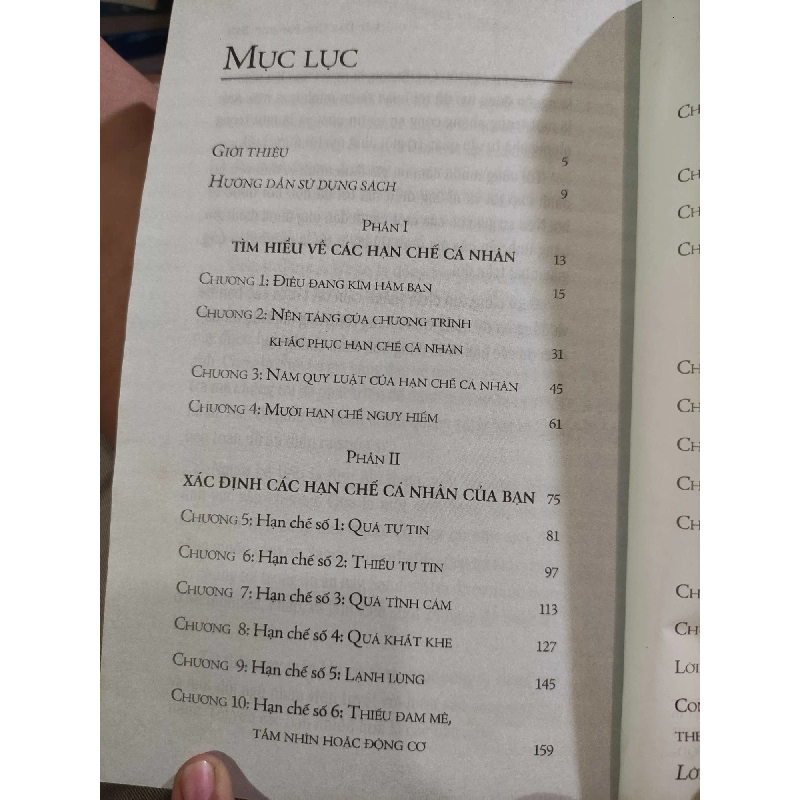 MỤC LỤC
GIỚI THIỆU 5
HƯỚNG DẪN SỬ DỤNG SÁCH 9
PHẦN I
TÌM HIỂU VỀ CÁC HẠN CHẾ CÁ NHÂN 13
CHƯƠNG 1: ĐIỀU ĐANG KÌM HÃM BẠN 15
CHƯƠNG 2: NỀN TẢNG CỦA CHƯƠNG TRÌNH
KHẮC PHỤC HẠN CHẾ CÁ NHÂN 31
CHƯƠNG 3: NĂM QUY LUẬT CỦA HẠN CHẾ CÁ NHÂN 45
CHƯƠNG 4: MƯỜI HẠN CHẾ NGUY HIỂM 61
PHẦN II
XÁC ĐỊNH CÁC HẠN CHẾ CÁ NHÂN CỦA BẠN 75
CHƯƠNG 5: Hạn chế số 1: QUÁ TỰ TIN 81
CHƯƠNG 6: Hạn chế số 2: THIẾU TỰ TIN 97
CHƯƠNG 7: Hạn chế số 3: QUÁ TÌNH CẢM 113
CHƯƠNG 8: Hạn chế số 4: QUÁ KHẮT KHE 127
CHƯƠNG 9: Hạn chế số 5: LẠNH LÙNG 145
CHƯƠNG 10: Hạn chế số 6: THIẾU ĐAM MÊ,
TẦM NHÌN HOẶC ĐỘNG CƠ 159